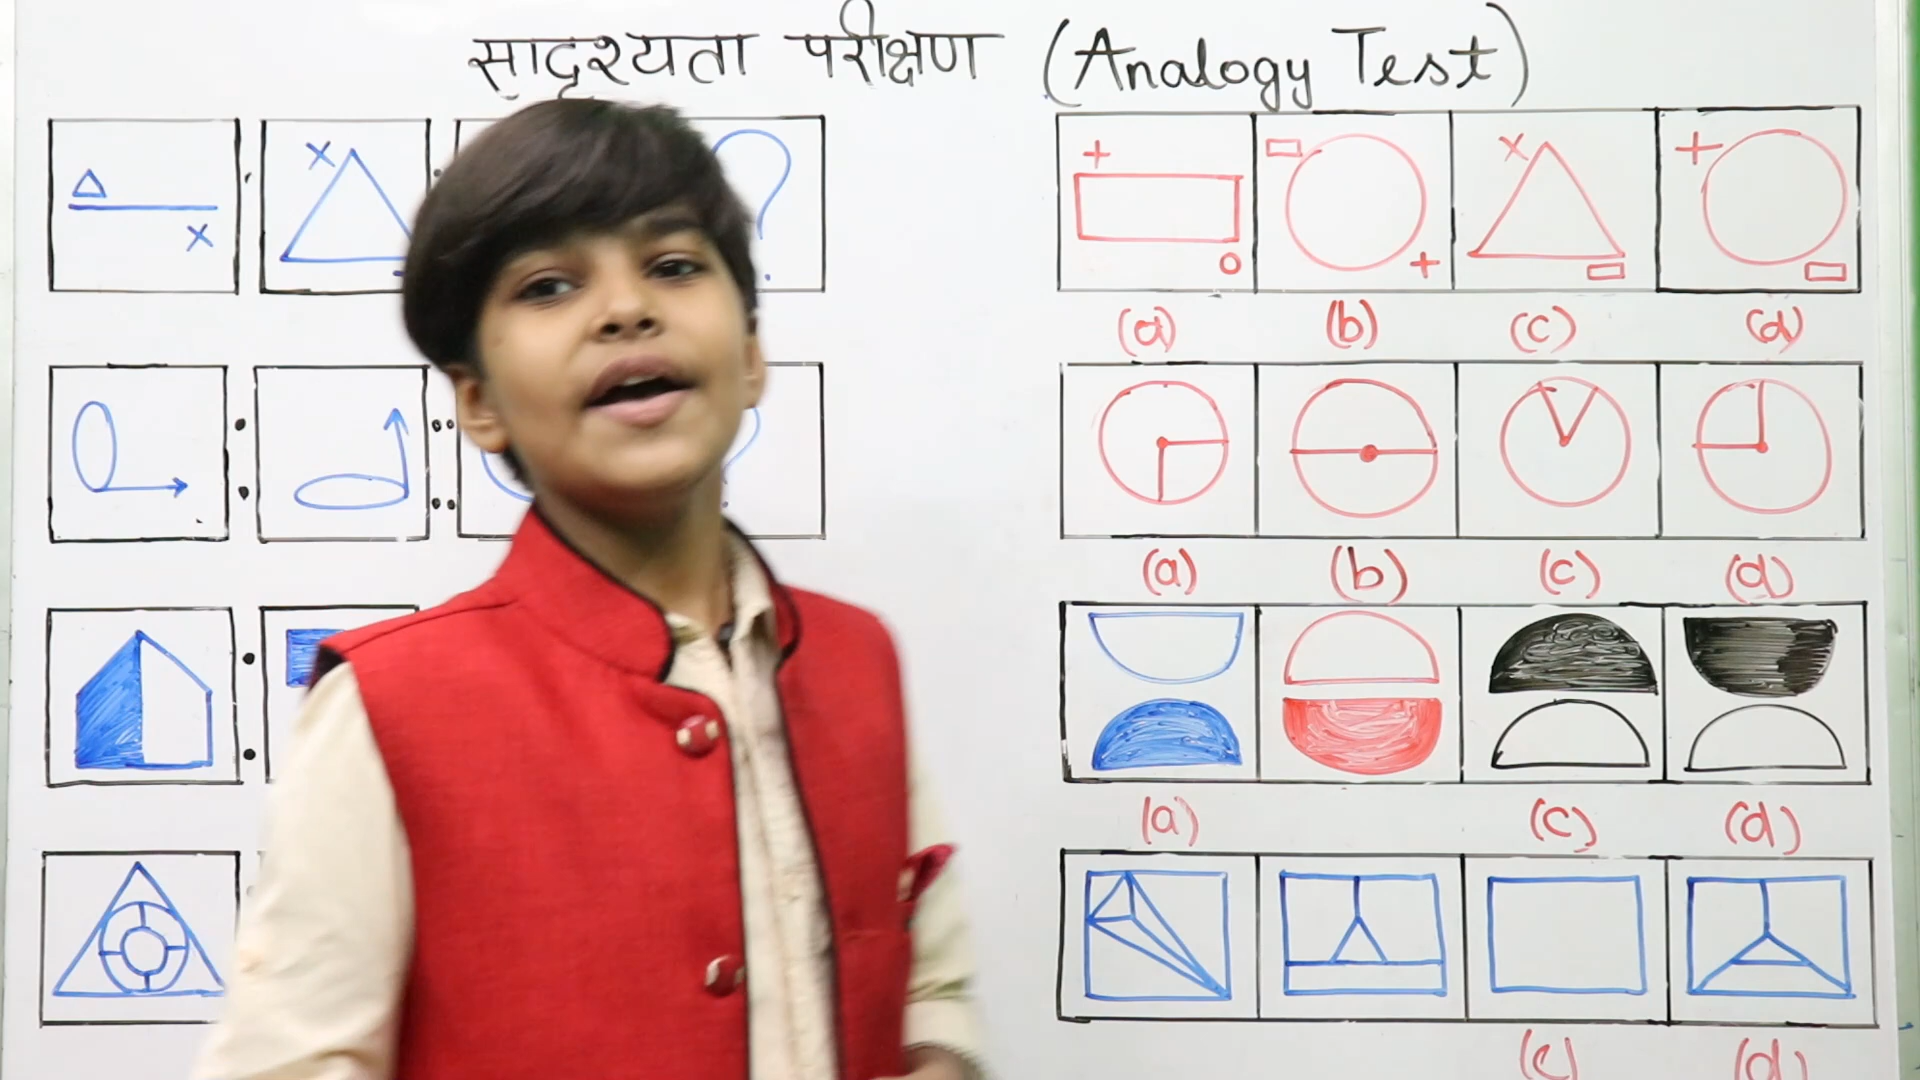 सादृश्यता परीक्षण (Analogy Test)
(a) (b) (c) (d)
(a) (b) (c) (d)
(a) (c) (d)
(c) (d)